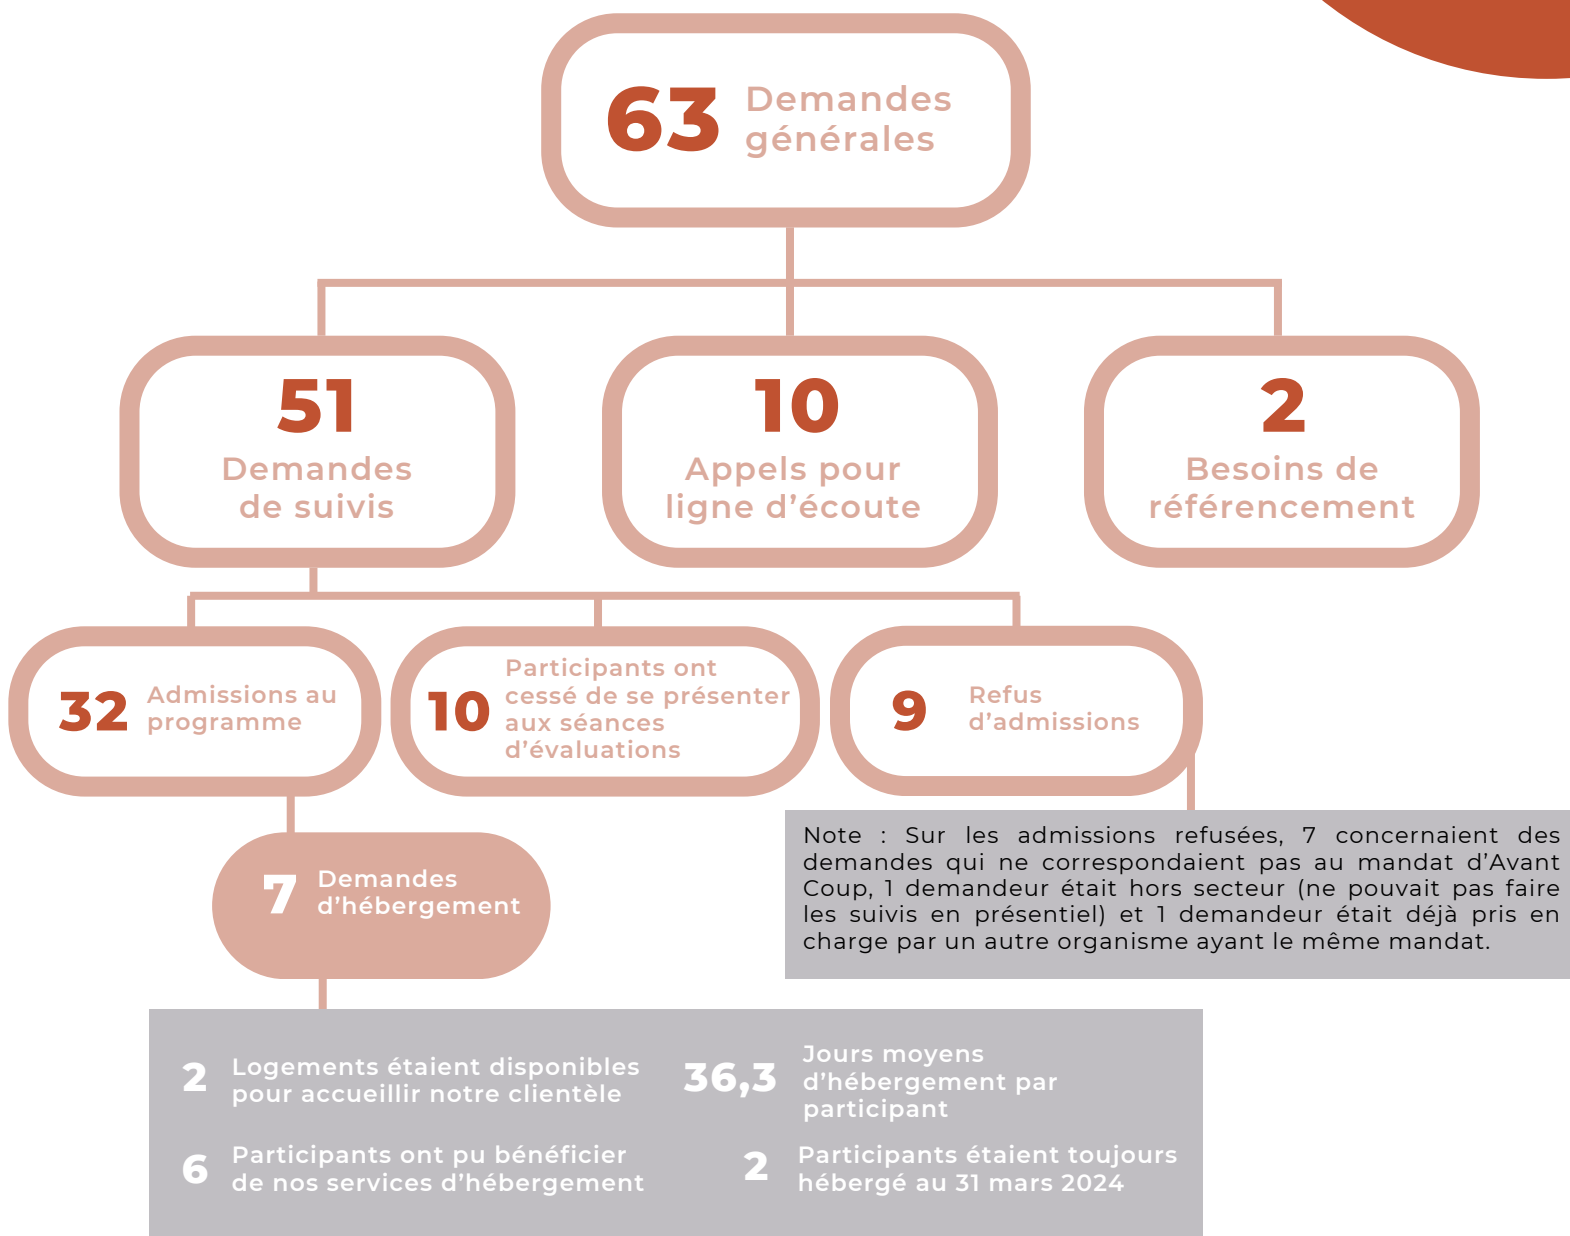 63
Demandes
générales
51
Demandes
de suivis
10
Appels pour
ligne d’écoute
2
Besoins de
référencement
32
Admissions au
programme
10
Participants ont
cessé de se présenter
aux séances
d’évaluations
9
Refus
d’admissions
7
Demandes
d’hébergement
Note : Sur les admissions refusées, 7 concernaient des
demandes qui ne correspondaient pas au mandat d’Avant
Coup, 1 demandeur était hors secteur (ne pouvait pas faire
les suivis en présentiel) et 1 demandeur était déjà pris en
charge par un autre organisme ayant le même mandat.
2
Logements étaient disponibles
pour accueillir notre clientèle
36,3
Jours moyens
d’hébergement par
participant
6
Participants ont pu bénéficier
de nos services d’hébergement
2
Participants étaient toujours
hébergé au 31 mars 2024